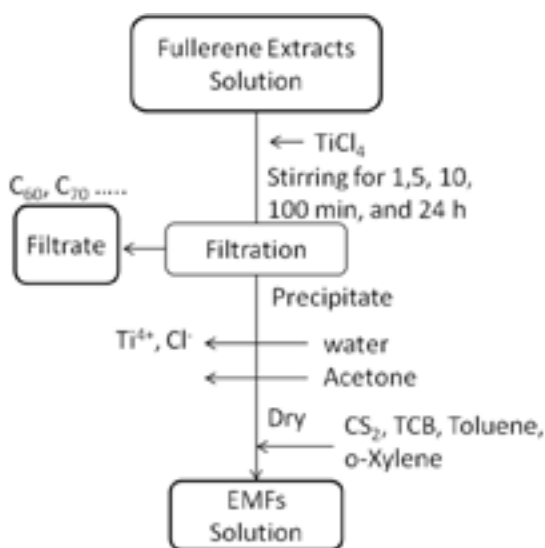 Fullerene Extracts
Solution
TiCl₄
Stirring for 1,5, 10,
100 min, and 24 h
C₆₀, C₇₀ .....
Filtrate
Filtration
Precipitate
Ti⁴⁺, Cl⁻
water
Acetone
Dry
CS₂, TCB, Toluene,
o-Xylene
EMFs
Solution